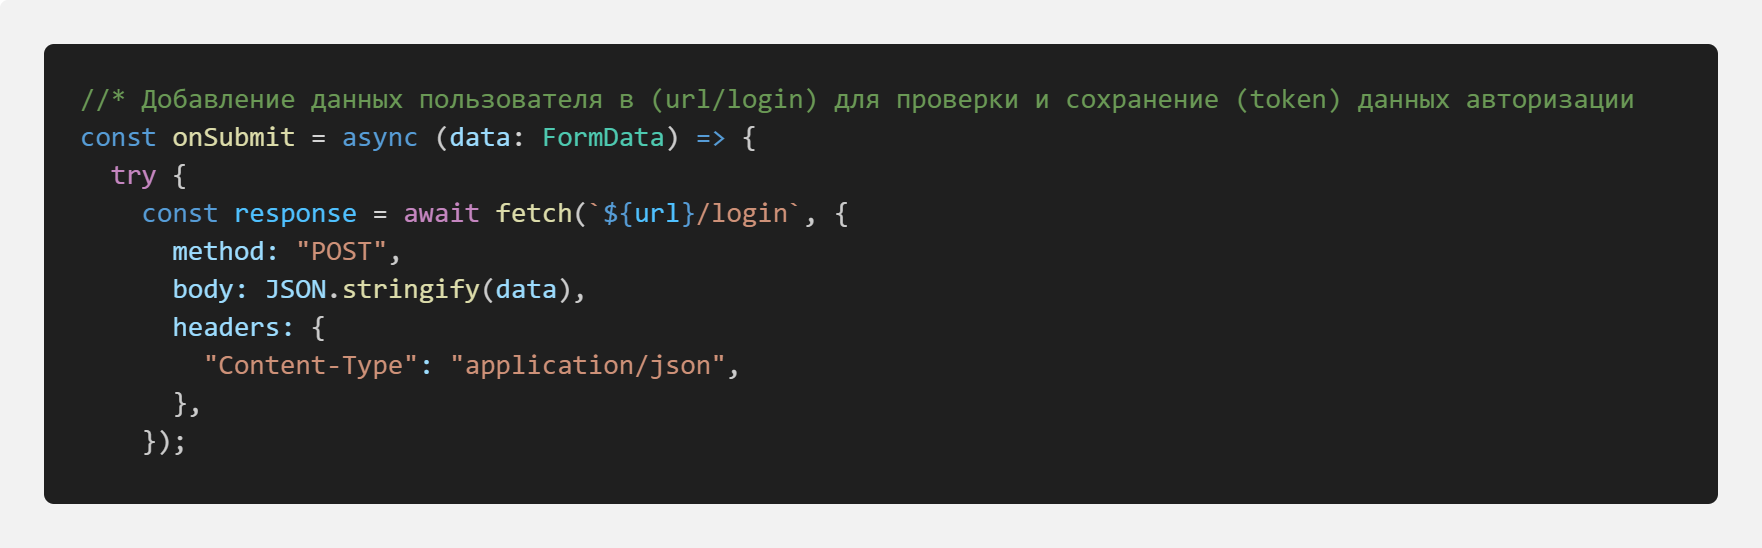 //* Добавление данных пользователя в (url/login) для проверки и сохранение (token) данных авторизации
const onSubmit = async (data: FormData) => {
  try {
    const response = await fetch(`${url}/login`, {
      method: "POST",
      body: JSON.stringify(data),
      headers: {
        "Content-Type": "application/json",
      },
    });